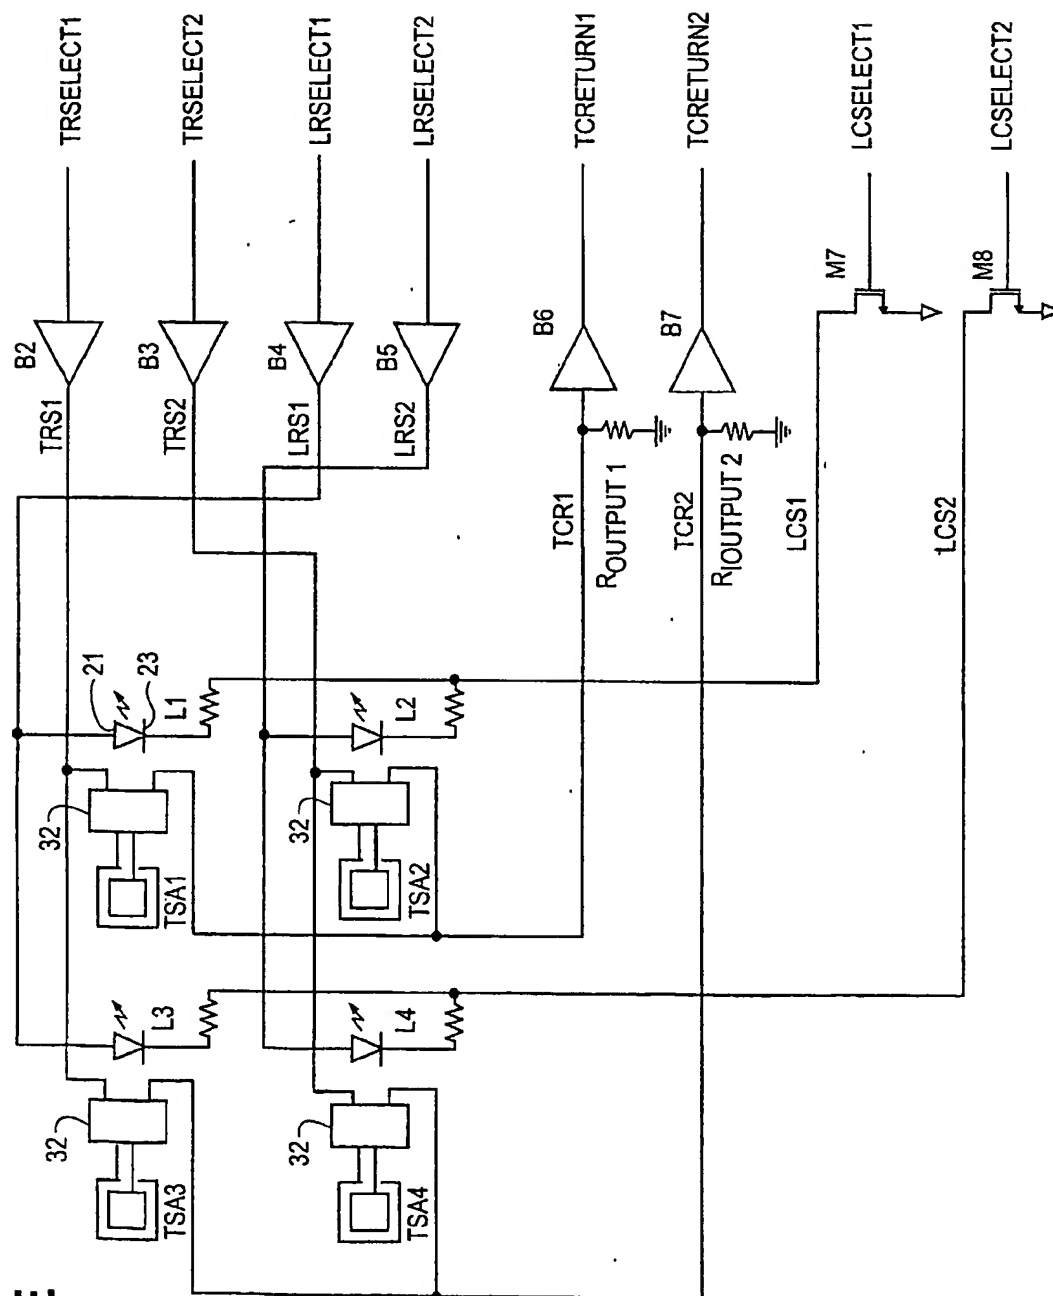 TRSELECT1
TRSELECT2
LRSELECT1
LRSELECT2
TCRETURN1
TCRETURN2
LCSELECT1
LCSELECT2
B2
B3
B4
B5
B6
B7
M7
M8
TRS1
TRS2
LRS1
LRS2
TCR1
ROUTPUT 1
TCR2
RIOUTPUT 2
LCS1
LCS2
21
23
L1
L2
32
32
TSA1
TSA2
L3
L4
32
32
TSA3
TSA4